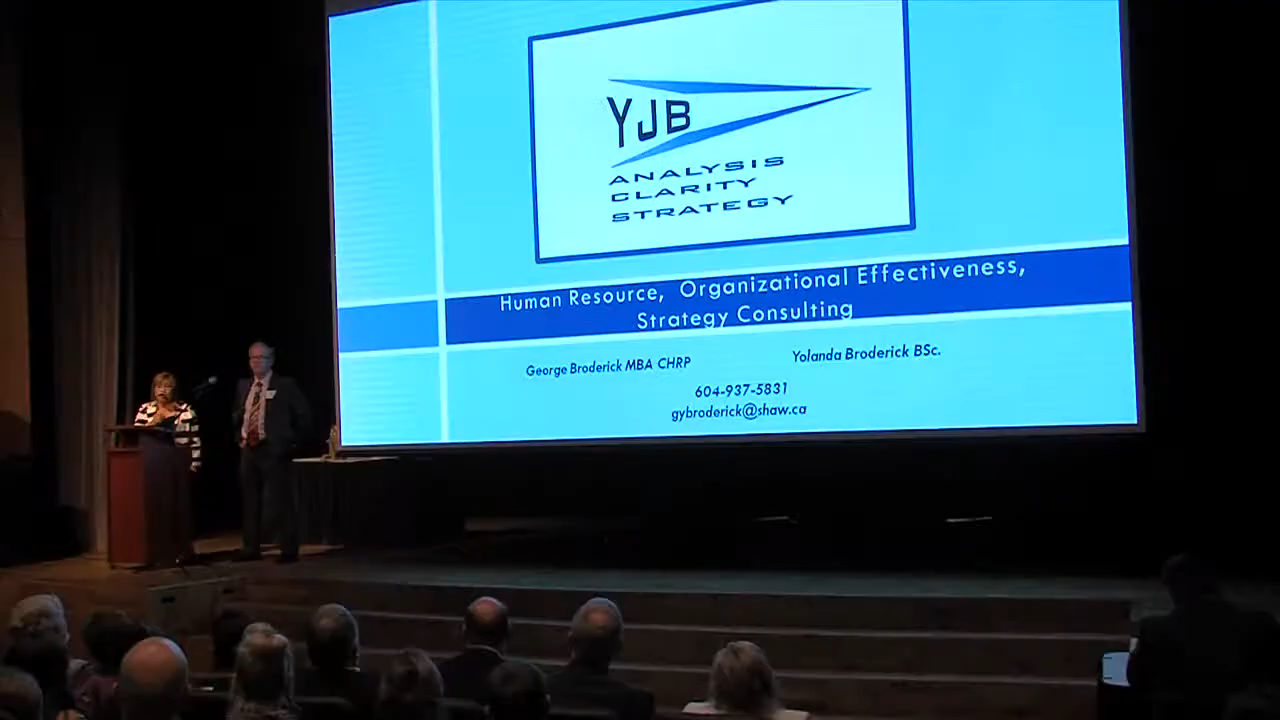 YJB
ANALYSIS
CLARITY
STRATEGY
Human Resource, Organizational Effectiveness,
Strategy Consulting
George Broderick MBA CHRP
Yolanda Broderick BSc.
604-937-5831
gybroderick@shaw.ca